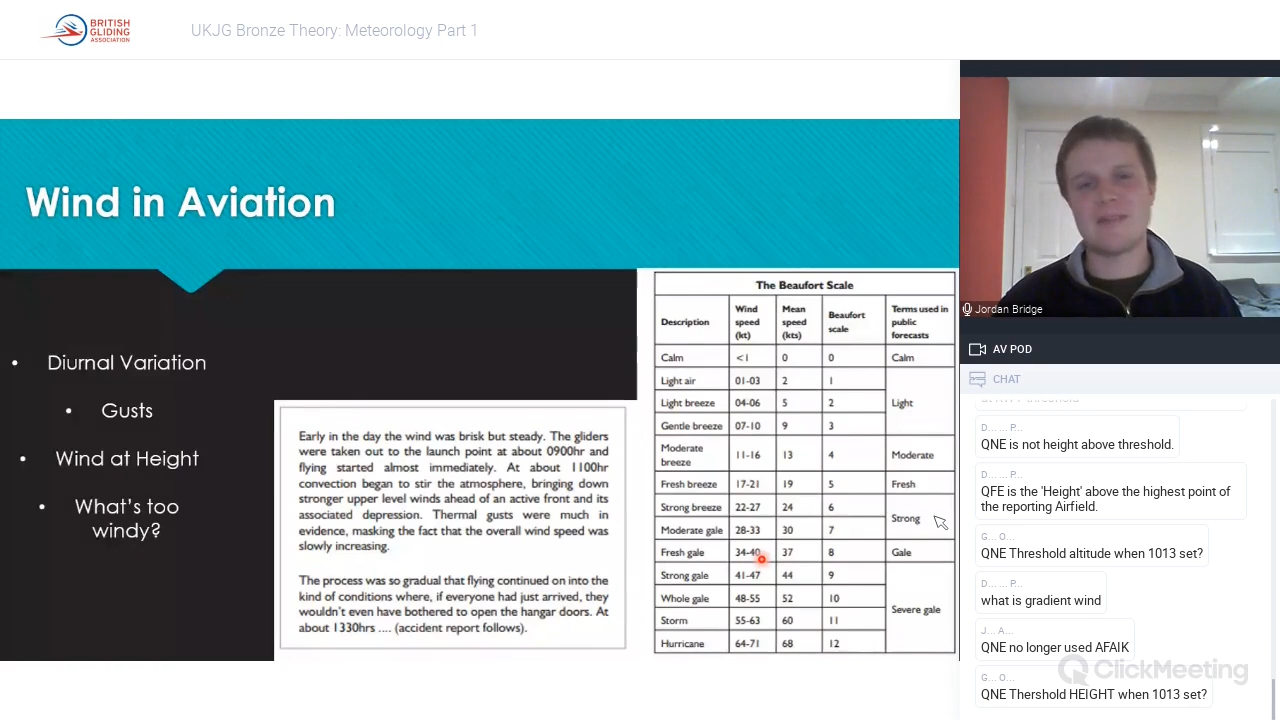 BRITISH
GLIDING
ASSOCIATION
UKJG Bronze Theory: Meteorology Part 1
Wind in Aviation
• Diurnal Variation
• Gusts
• Wind at Height
• What's too
windy?
Early in the day the wind was brisk but steady. The gliders
were taken out to the launch point at about 0900hr and
flying started almost immediately. At about 1100hr
convection began to stir the atmosphere, bringing down
stronger upper level winds ahead of an active front and its
associated depression. Thermal gusts were much in
evidence, masking the fact that the overall wind speed was
slowly increasing.
The process was so gradual that flying continued on into the
kind of conditions where, if everyone had just arrived, they
wouldn't even have bothered to open the hangar doors. At
about 1330hrs .... (accident report follows).
The Beaufort Scale
Description Wind speed (kt) Mean speed (kts) Beaufort scale Terms used in public forecasts
Calm <1 0 0 Calm
Light air 01-03 2 1
Light breeze 04-06 5 2 Light
Gentle breeze 07-10 9 3
Moderate breeze 11-16 13 4 Moderate
Fresh breeze 17-21 19 5 Fresh
Strong breeze 22-27 24 6 Strong
Moderate gale 28-33 30 7
Fresh gale 34-40 37 8 Gale
Strong gale 41-47 44 9
Whole gale 48-55 52 10 Severe gale
Storm 55-63 60 11
Hurricane 64-71 68 12
Jordan Bridge
AV POD
CHAT
D... ... P...
QNE is not height above threshold.
D... ... P...
QFE is the 'Height' above the highest point of
the reporting Airfield.
G... O...
QNE Threshold altitude when 1013 set?
D... ... P...
what is gradient wind
J... A...
QNE no longer used AFAIK
G... O...
QNE Thershold HEIGHT when 1013 set?
ClickMeeting